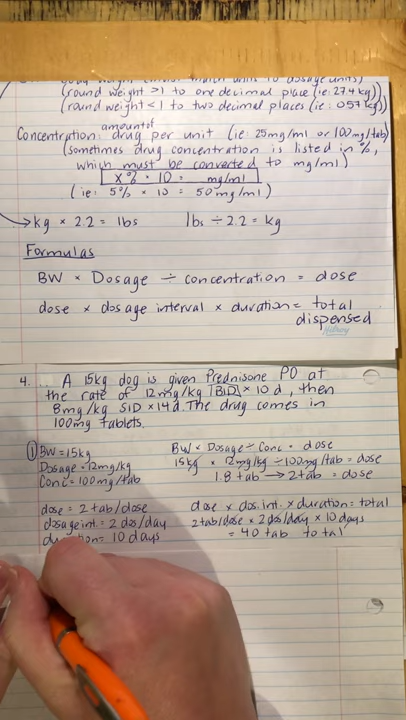 (round weight >1 to one decimal place (ie: 27.4 kg))
(round weight <1 to two decimal places (ie: 0.57 kg))
amount of
Concentration: drug per unit (ie: 25mg/ml or 100mg/tab)
(sometimes drug concentration is listed in %,
which must be converted to mg/ml)
X% × 10 = mg/ml
(ie: 5% × 10 = 50mg/ml)
→ kg × 2.2 = lbs lbs ÷ 2.2 = kg
Formulas
BW × Dosage ÷ concentration = dose
dose × dosage interval × duration = total
dispensed
Hilroy
4. A 15kg dog is given Prednisone PO at
the rate of 12mg/kg BID × 10 d, then
8mg/kg SID × 14 d. The drug comes in
100mg tablets.
① BW = 15kg
Dosage = 12mg/kg
Conc = 100mg/tab
BW × Dosage ÷ Conc = dose
15kg × 12mg/kg ÷ 100mg/tab = dose
1.8 tab → 2 tab = dose
dose = 2 tab/dose
dosage int. = 2 dos/day
duration = 10 days
dose × dos. int. × duration = total
2 tab/dose × 2 dos/day × 10 days
= 40 tab total